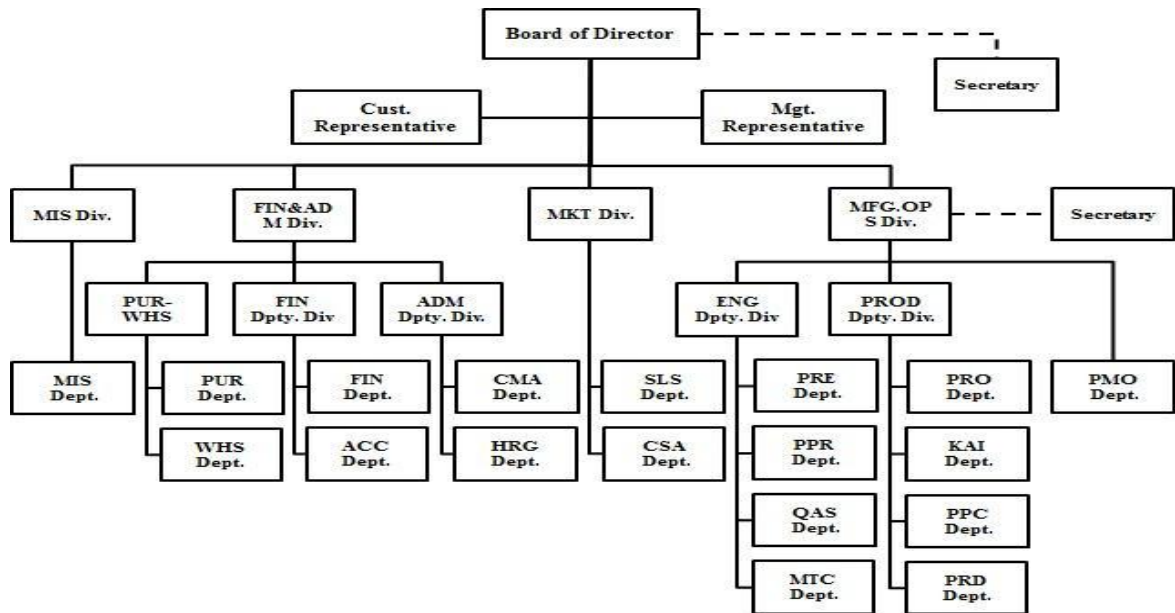 Board of Director
Secretary
Cust.
Representative
Mgt.
Representative
MIS Div.
FIN&AD
M Div.
MKT Div.
MFG.OP
S Div.
Secretary
PUR-
WHS
FIN
Dpty. Div
ADM
Dpty. Div.
ENG
Dpty. Div
PROD
Dpty. Div.
MIS
Dept.
PUR
Dept.
FIN
Dept.
CMA
Dept.
SLS
Dept.
PRE
Dept.
PRO
Dept.
PMO
Dept.
WHS
Dept.
ACC
Dept.
HRG
Dept.
CSA
Dept.
PPR
Dept.
KAI
Dept.
QAS
Dept.
PPC
Dept.
MTC
Dept.
PRD
Dept.